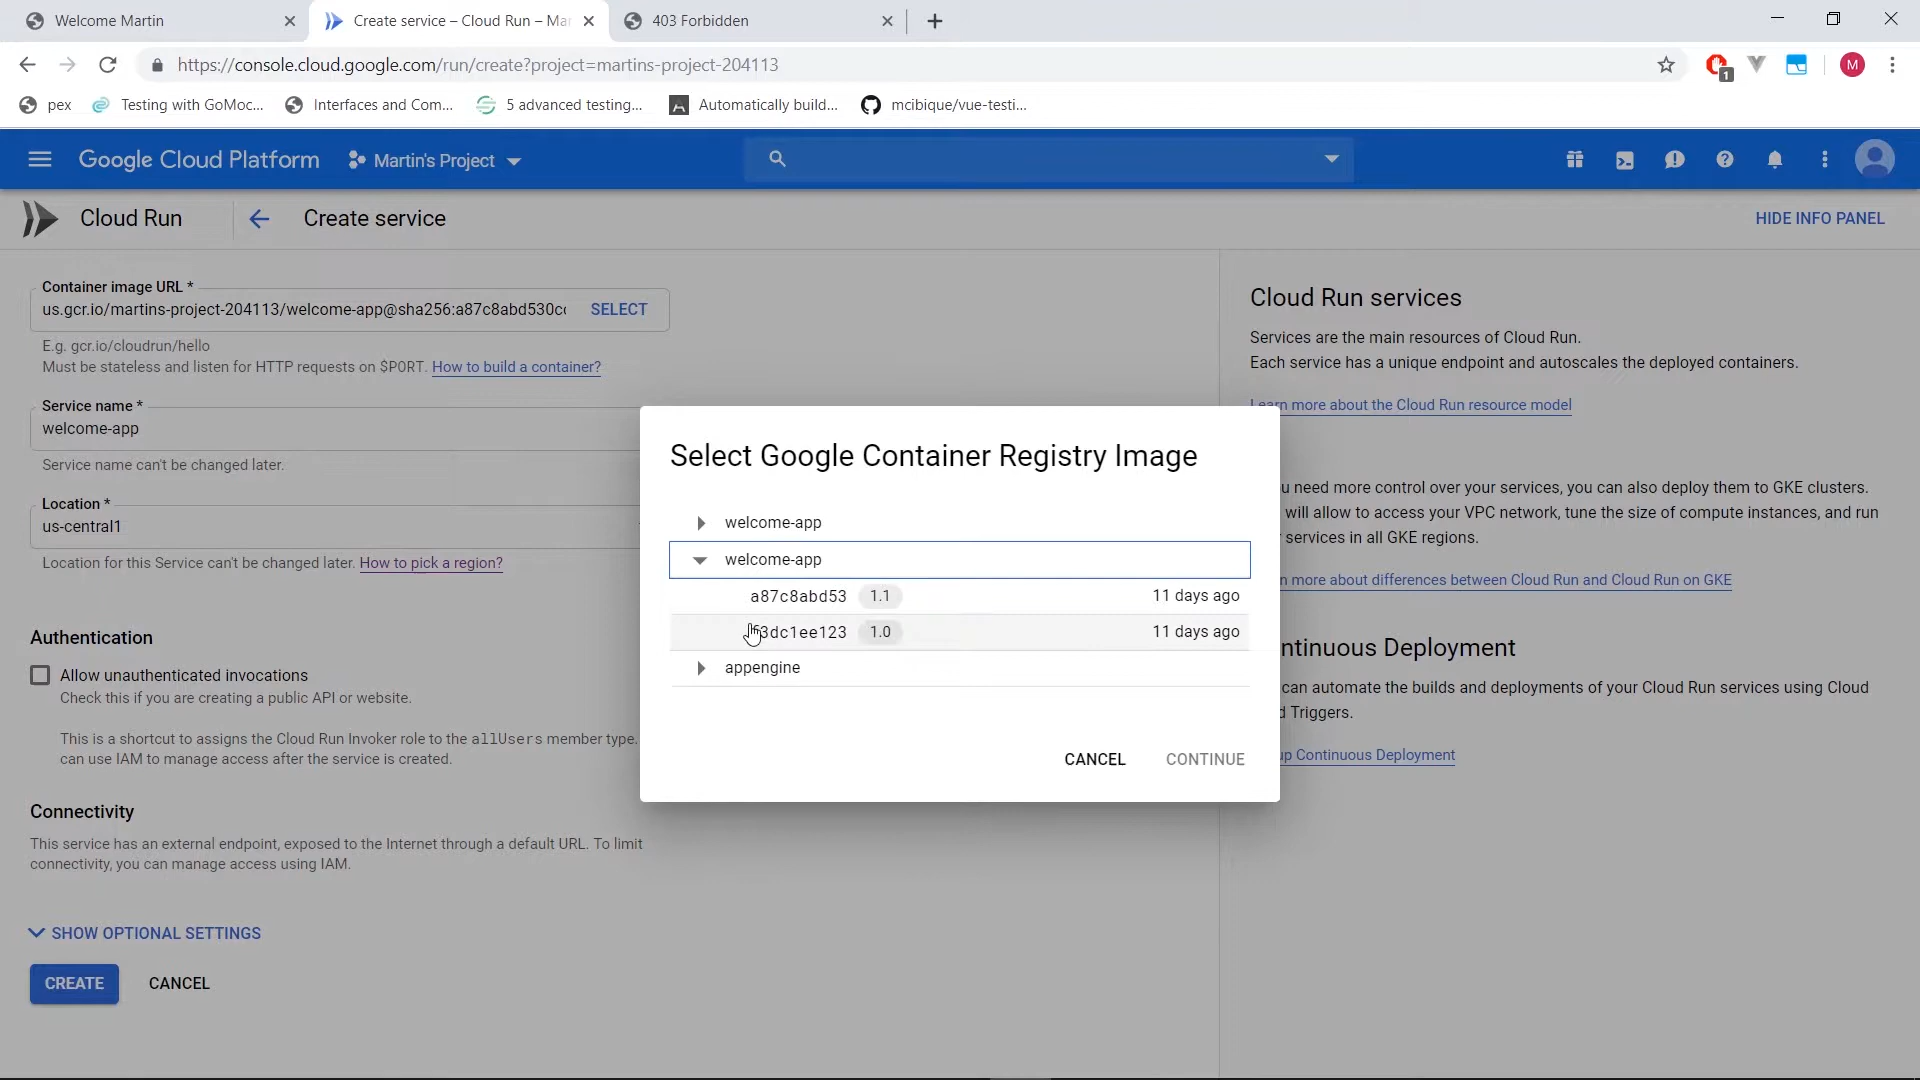 Welcome Martin
Create service – Cloud Run – Mar
403 Forbidden
https://console.cloud.google.com/run/create?project=martins-project-204113
1
M
pex
Testing with GoMoc...
Interfaces and Com...
5 advanced testing...
Automatically build...
mcibique/vue-testi...
Google Cloud Platform
Martin's Project
Cloud Run
Create service
HIDE INFO PANEL
Container image URL *
us.gcr.io/martins-project-204113/welcome-app@sha256:a87c8abd530c
SELECT
E.g. gcr.io/cloudrun/hello
Must be stateless and listen for HTTP requests on $PORT. How to build a container?
Service name *
welcome-app
Service name can't be changed later.
Location *
us-central1
Location for this Service can't be changed later. How to pick a region?
Authentication
Allow unauthenticated invocations
Check this if you are creating a public API or website.
This is a shortcut to assigns the Cloud Run Invoker role to the allUsers member type.
can use IAM to manage access after the service is created.
Connectivity
This service has an external endpoint, exposed to the Internet through a default URL. To limit
connectivity, you can manage access using IAM.
SHOW OPTIONAL SETTINGS
CREATE
CANCEL
Select Google Container Registry Image
welcome-app
welcome-app
a87c8abd53
1.1
11 days ago
3dc1ee123
1.0
11 days ago
appengine
CANCEL
CONTINUE
Cloud Run services
Services are the main resources of Cloud Run.
Each service has a unique endpoint and autoscales the deployed containers.
Learn more about the Cloud Run resource model
u need more control over your services, you can also deploy them to GKE clusters.
will allow to access your VPC network, tune the size of compute instances, and run
services in all GKE regions.
n more about differences between Cloud Run and Cloud Run on GKE
ntinuous Deployment
can automate the builds and deployments of your Cloud Run services using Cloud
d Triggers.
up Continuous Deployment